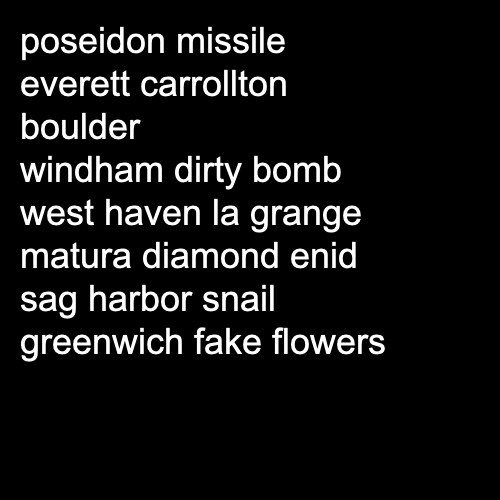 poseidon missile
everett carrollton
boulder
windham dirty bomb
west haven la grange
matura diamond enid
sag harbor snail
greenwich fake flowers